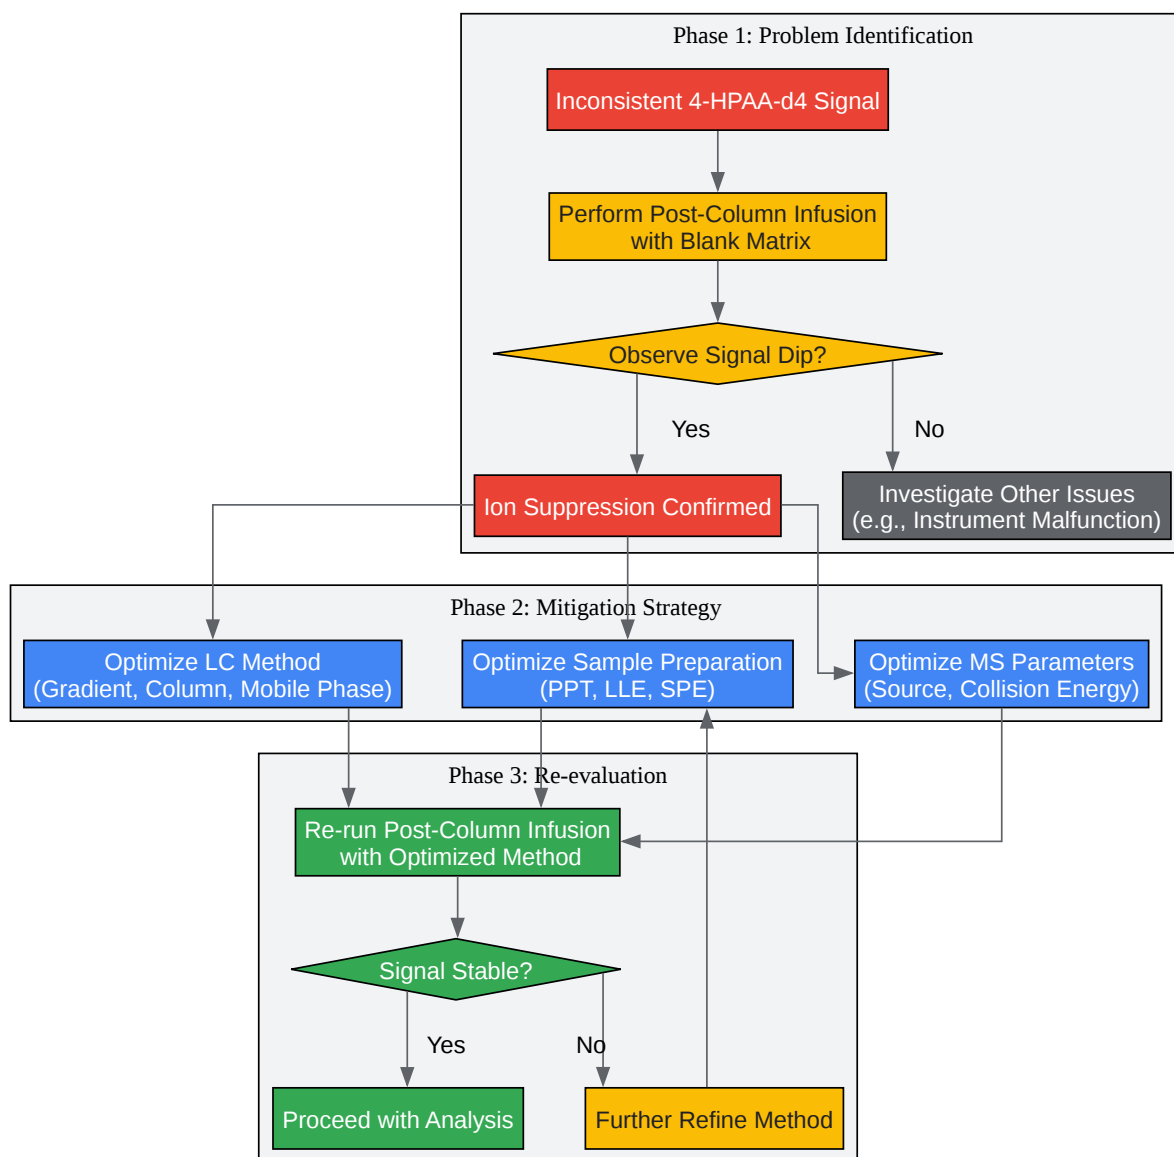 Phase 1: Problem Identification
Inconsistent 4-HPAA-d4 Signal
Perform Post-Column Infusion
with Blank Matrix
Observe Signal Dip?
Yes
No
Ion Suppression Confirmed
Investigate Other Issues
(e.g., Instrument Malfunction)
Phase 2: Mitigation Strategy
Optimize LC Method
(Gradient, Column, Mobile Phase)
Optimize Sample Preparation
(PPT, LLE, SPE)
Optimize MS Parameters
(Source, Collision Energy)
Phase 3: Re-evaluation
Re-run Post-Column Infusion
with Optimized Method
Signal Stable?
Yes
No
Proceed with Analysis
Further Refine Method